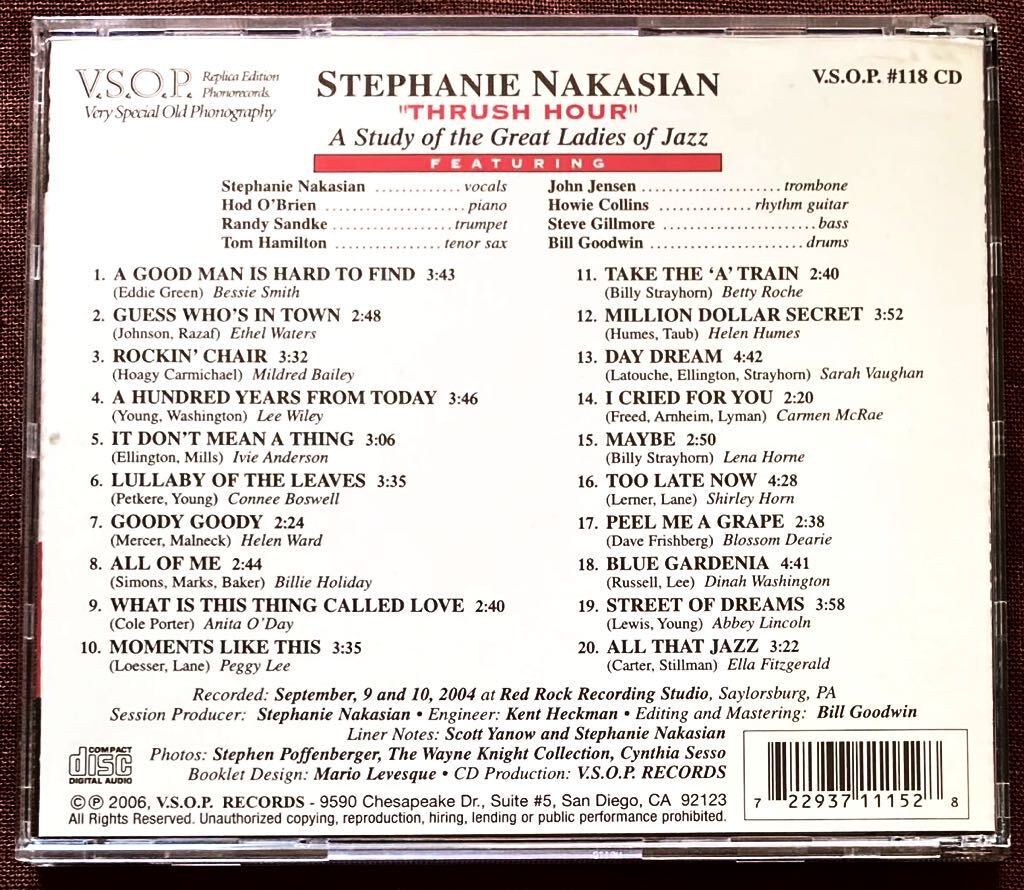 V.S.O.P. Replica Edition Phonorecords.
Very Special Old Phonography
STEPHANIE NAKASIAN
"THRUSH HOUR"
A Study of the Great Ladies of Jazz
V.S.O.P. #118 CD
FEATURING
Stephanie Nakasian ............ vocals
Hod O'Brien .................. piano
Randy Sandke ................ trumpet
Tom Hamilton .............. tenor sax
John Jensen ..................... trombone
Howie Collins ............. rhythm guitar
Steve Gillmore ........................ bass
Bill Goodwin ........................ drums
1. A GOOD MAN IS HARD TO FIND 3:43
(Eddie Green) Bessie Smith
2. GUESS WHO'S IN TOWN 2:48
(Johnson, Razaf) Ethel Waters
3. ROCKIN' CHAIR 3:32
(Hoagy Carmichael) Mildred Bailey
4. A HUNDRED YEARS FROM TODAY 3:46
(Young, Washington) Lee Wiley
5. IT DON'T MEAN A THING 3:06
(Ellington, Mills) Ivie Anderson
6. LULLABY OF THE LEAVES 3:35
(Petkere, Young) Connee Boswell
7. GOODY GOODY 2:24
(Mercer, Malneck) Helen Ward
8. ALL OF ME 2:44
(Simons, Marks, Baker) Billie Holiday
9. WHAT IS THIS THING CALLED LOVE 2:40
(Cole Porter) Anita O'Day
10. MOMENTS LIKE THIS 3:35
(Loesser, Lane) Peggy Lee
11. TAKE THE 'A' TRAIN 2:40
(Billy Strayhorn) Betty Roche
12. MILLION DOLLAR SECRET 3:52
(Humes, Taub) Helen Humes
13. DAY DREAM 4:42
(Latouche, Ellington, Strayhorn) Sarah Vaughan
14. I CRIED FOR YOU 2:20
(Freed, Arnheim, Lyman) Carmen McRae
15. MAYBE 2:50
(Billy Strayhorn) Lena Horne
16. TOO LATE NOW 4:28
(Lerner, Lane) Shirley Horn
17. PEEL ME A GRAPE 2:38
(Dave Frishberg) Blossom Dearie
18. BLUE GARDENIA 4:41
(Russell, Lee) Dinah Washington
19. STREET OF DREAMS 3:58
(Lewis, Young) Abbey Lincoln
20. ALL THAT JAZZ 3:22
(Carter, Stillman) Ella Fitzgerald
Recorded: September, 9 and 10, 2004 at Red Rock Recording Studio, Saylorsburg, PA
Session Producer: Stephanie Nakasian • Engineer: Kent Heckman • Editing and Mastering: Bill Goodwin
Liner Notes: Scott Yanow and Stephanie Nakasian
Photos: Stephen Poffenberger, The Wayne Knight Collection, Cynthia Sesso
Booklet Design: Mario Levesque • CD Production: V.S.O.P. RECORDS
COMPACT
disc
DIGITAL AUDIO
©℗ 2006, V.S.O.P. RECORDS - 9590 Chesapeake Dr., Suite #5, San Diego, CA 92123
All Rights Reserved. Unauthorized copying, reproduction, hiring, lending or public performance prohibited.
7 22937 11152 8